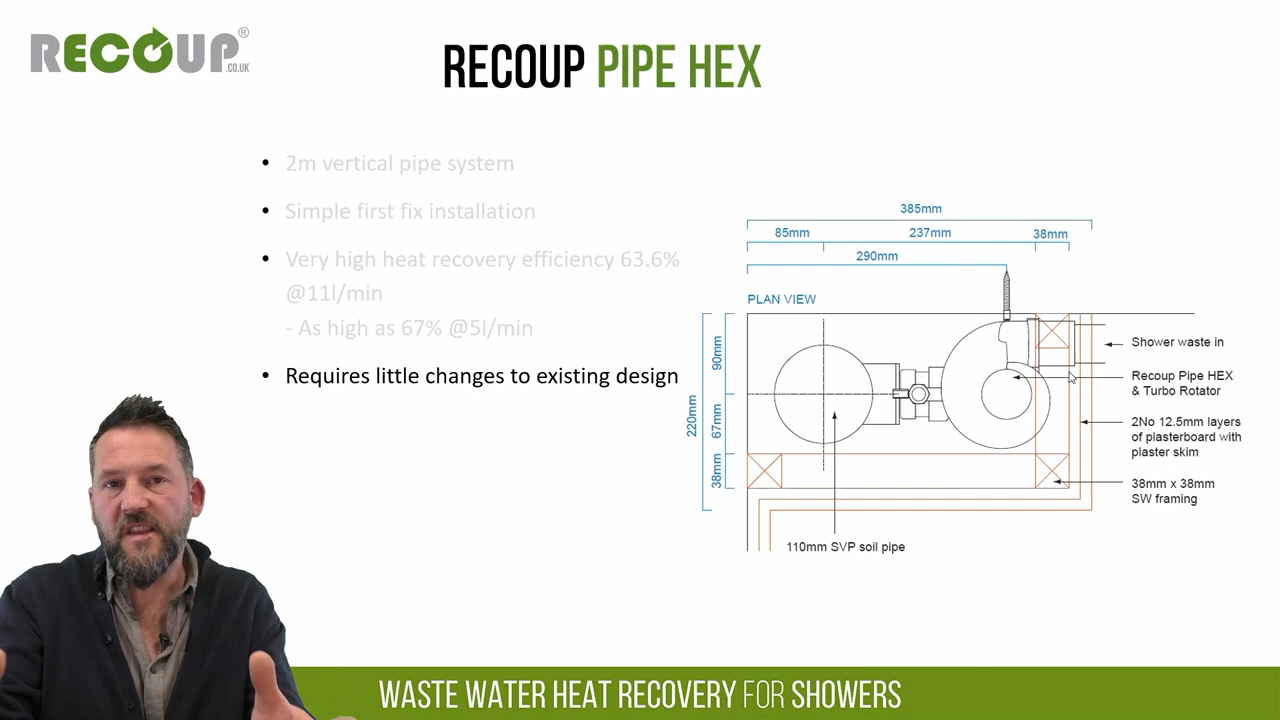 RECOUP®
.CO.UK
RECOUP PIPE HEX
• 2m vertical pipe system
• Simple first fix installation
• Very high heat recovery efficiency 63.6%
@11l/min
- As high as 67% @5l/min
• Requires little changes to existing design
385mm
85mm
237mm
38mm
290mm
PLAN VIEW
90mm
220mm
67mm
38mm
Shower waste in
Recoup Pipe HEX
& Turbo Rotator
2No 12.5mm layers
of plasterboard with
plaster skim
38mm x 38mm
SW framing
110mm SVP soil pipe
WASTE WATER HEAT RECOVERY FOR SHOWERS